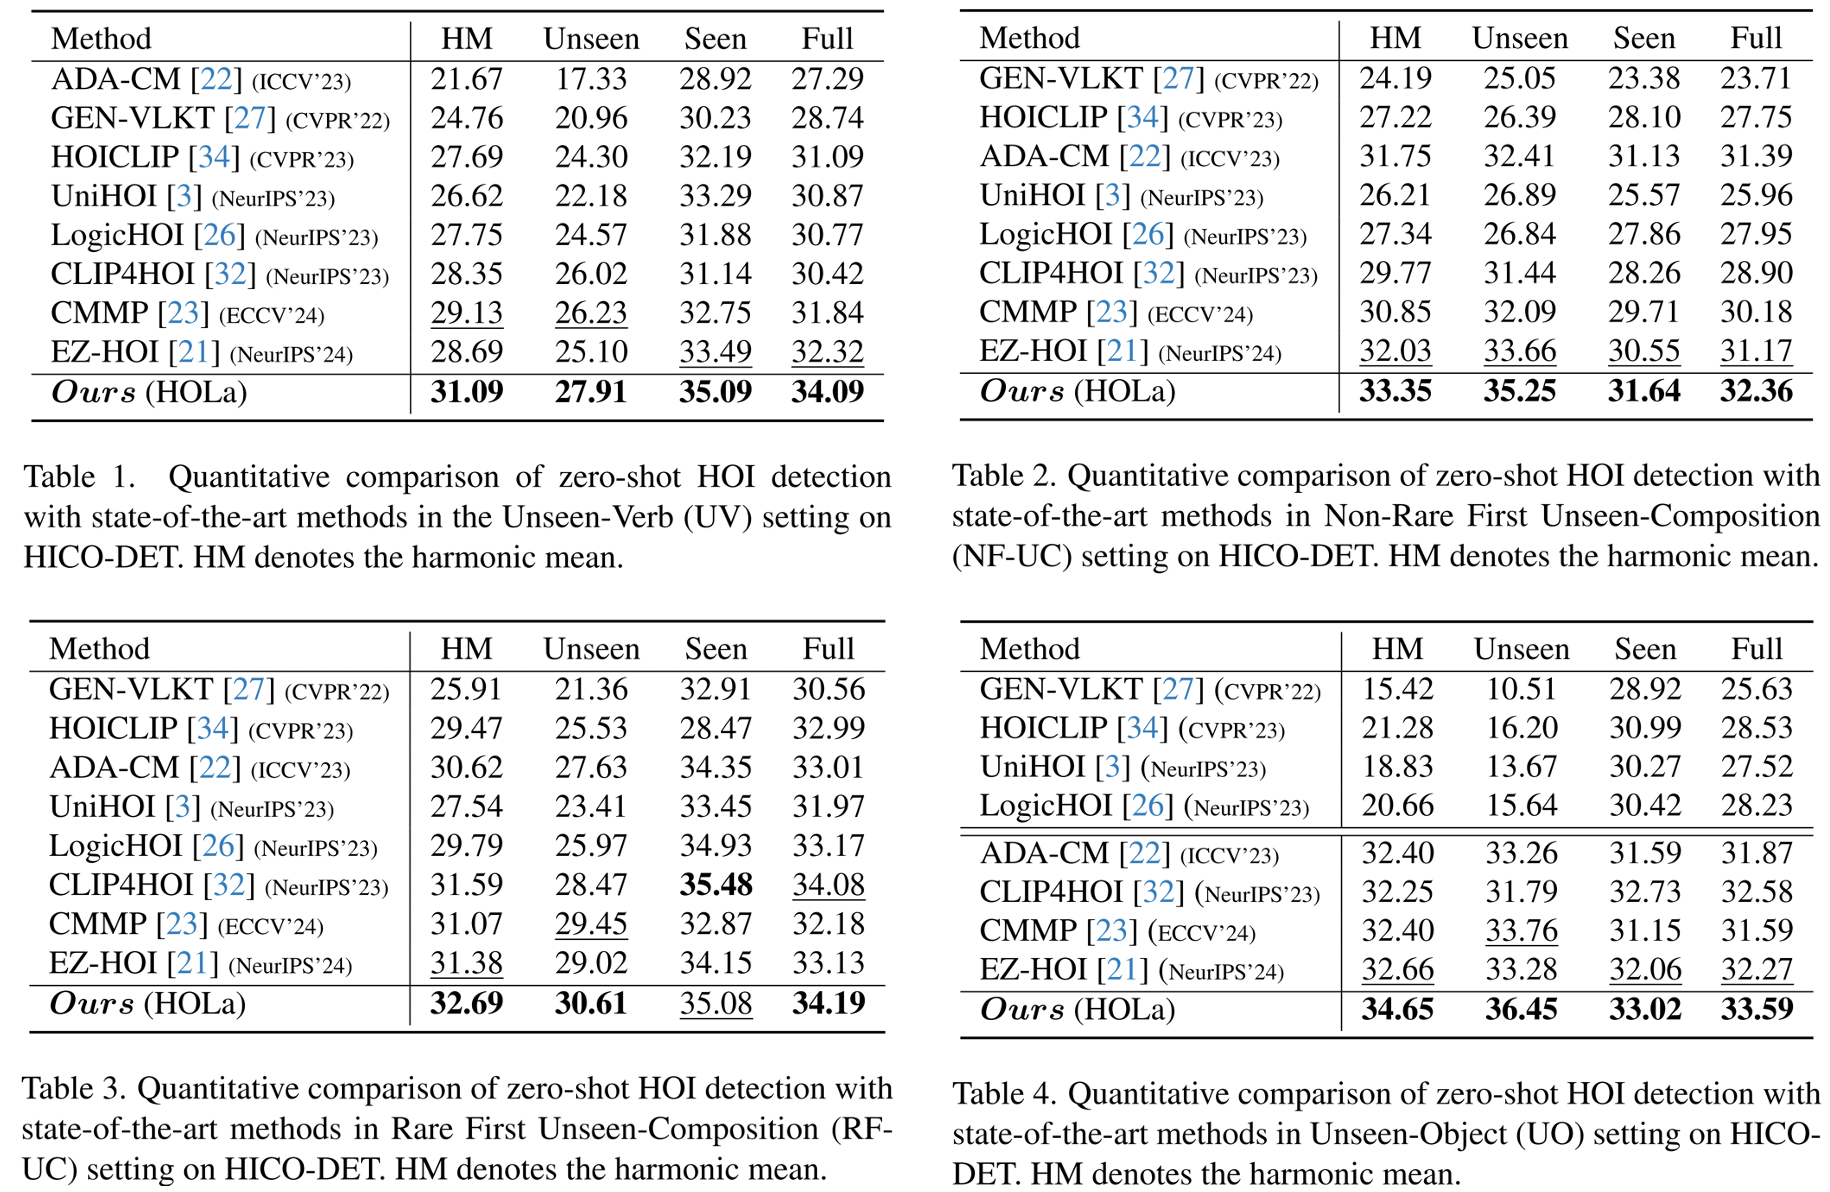 Method HM Unseen Seen Full
ADA-CM [22] (ICCV’23) 21.67 17.33 28.92 27.29
GEN-VLKT [27] (CVPR’22) 24.76 20.96 30.23 28.74
HOICLIP [34] (CVPR’23) 27.69 24.30 32.19 31.09
UniHOI [3] (NeurIPS’23) 26.62 22.18 33.29 30.87
LogicHOI [26] (NeurIPS’23) 27.75 24.57 31.88 30.77
CLIP4HOI [32] (NeurIPS’23) 28.35 26.02 31.14 30.42
CMMP [23] (ECCV’24) 29.13 26.23 32.75 31.84
EZ-HOI [21] (NeurIPS’24) 28.69 25.10 33.49 32.32
Ours (HOLa) 31.09 27.91 35.09 34.09
Table 1. Quantitative comparison of zero-shot HOI detection
with state-of-the-art methods in the Unseen-Verb (UV) setting on
HICO-DET. HM denotes the harmonic mean.
Method HM Unseen Seen Full
GEN-VLKT [27] (CVPR’22) 24.19 25.05 23.38 23.71
HOICLIP [34] (CVPR’23) 27.22 26.39 28.10 27.75
ADA-CM [22] (ICCV’23) 31.75 32.41 31.13 31.39
UniHOI [3] (NeurIPS’23) 26.21 26.89 25.57 25.96
LogicHOI [26] (NeurIPS’23) 27.34 26.84 27.86 27.95
CLIP4HOI [32] (NeurIPS’23) 29.77 31.44 28.26 28.90
CMMP [23] (ECCV’24) 30.85 32.09 29.71 30.18
EZ-HOI [21] (NeurIPS’24) 32.03 33.66 30.55 31.17
Ours (HOLa) 33.35 35.25 31.64 32.36
Table 2. Quantitative comparison of zero-shot HOI detection with
state-of-the-art methods in Non-Rare First Unseen-Composition
(NF-UC) setting on HICO-DET. HM denotes the harmonic mean.
Method HM Unseen Seen Full
GEN-VLKT [27] (CVPR’22) 25.91 21.36 32.91 30.56
HOICLIP [34] (CVPR’23) 29.47 25.53 28.47 32.99
ADA-CM [22] (ICCV’23) 30.62 27.63 34.35 33.01
UniHOI [3] (NeurIPS’23) 27.54 23.41 33.45 31.97
LogicHOI [26] (NeurIPS’23) 29.79 25.97 34.93 33.17
CLIP4HOI [32] (NeurIPS’23) 31.59 28.47 35.48 34.08
CMMP [23] (ECCV’24) 31.07 29.45 32.87 32.18
EZ-HOI [21] (NeurIPS’24) 31.38 29.02 34.15 33.13
Ours (HOLa) 32.69 30.61 35.08 34.19
Table 3. Quantitative comparison of zero-shot HOI detection with
state-of-the-art methods in Rare First Unseen-Composition (RF-
UC) setting on HICO-DET. HM denotes the harmonic mean.
Method HM Unseen Seen Full
GEN-VLKT [27] (CVPR’22) 15.42 10.51 28.92 25.63
HOICLIP [34] (CVPR’23) 21.28 16.20 30.99 28.53
UniHOI [3] (NeurIPS’23) 18.83 13.67 30.27 27.52
LogicHOI [26] (NeurIPS’23) 20.66 15.64 30.42 28.23
ADA-CM [22] (ICCV’23) 32.40 33.26 31.59 31.87
CLIP4HOI [32] (NeurIPS’23) 32.25 31.79 32.73 32.58
CMMP [23] (ECCV’24) 32.40 33.76 31.15 31.59
EZ-HOI [21] (NeurIPS’24) 32.66 33.28 32.06 32.27
Ours (HOLa) 34.65 36.45 33.02 33.59
Table 4. Quantitative comparison of zero-shot HOI detection with
state-of-the-art methods in Unseen-Object (UO) setting on HICO-
DET. HM denotes the harmonic mean.